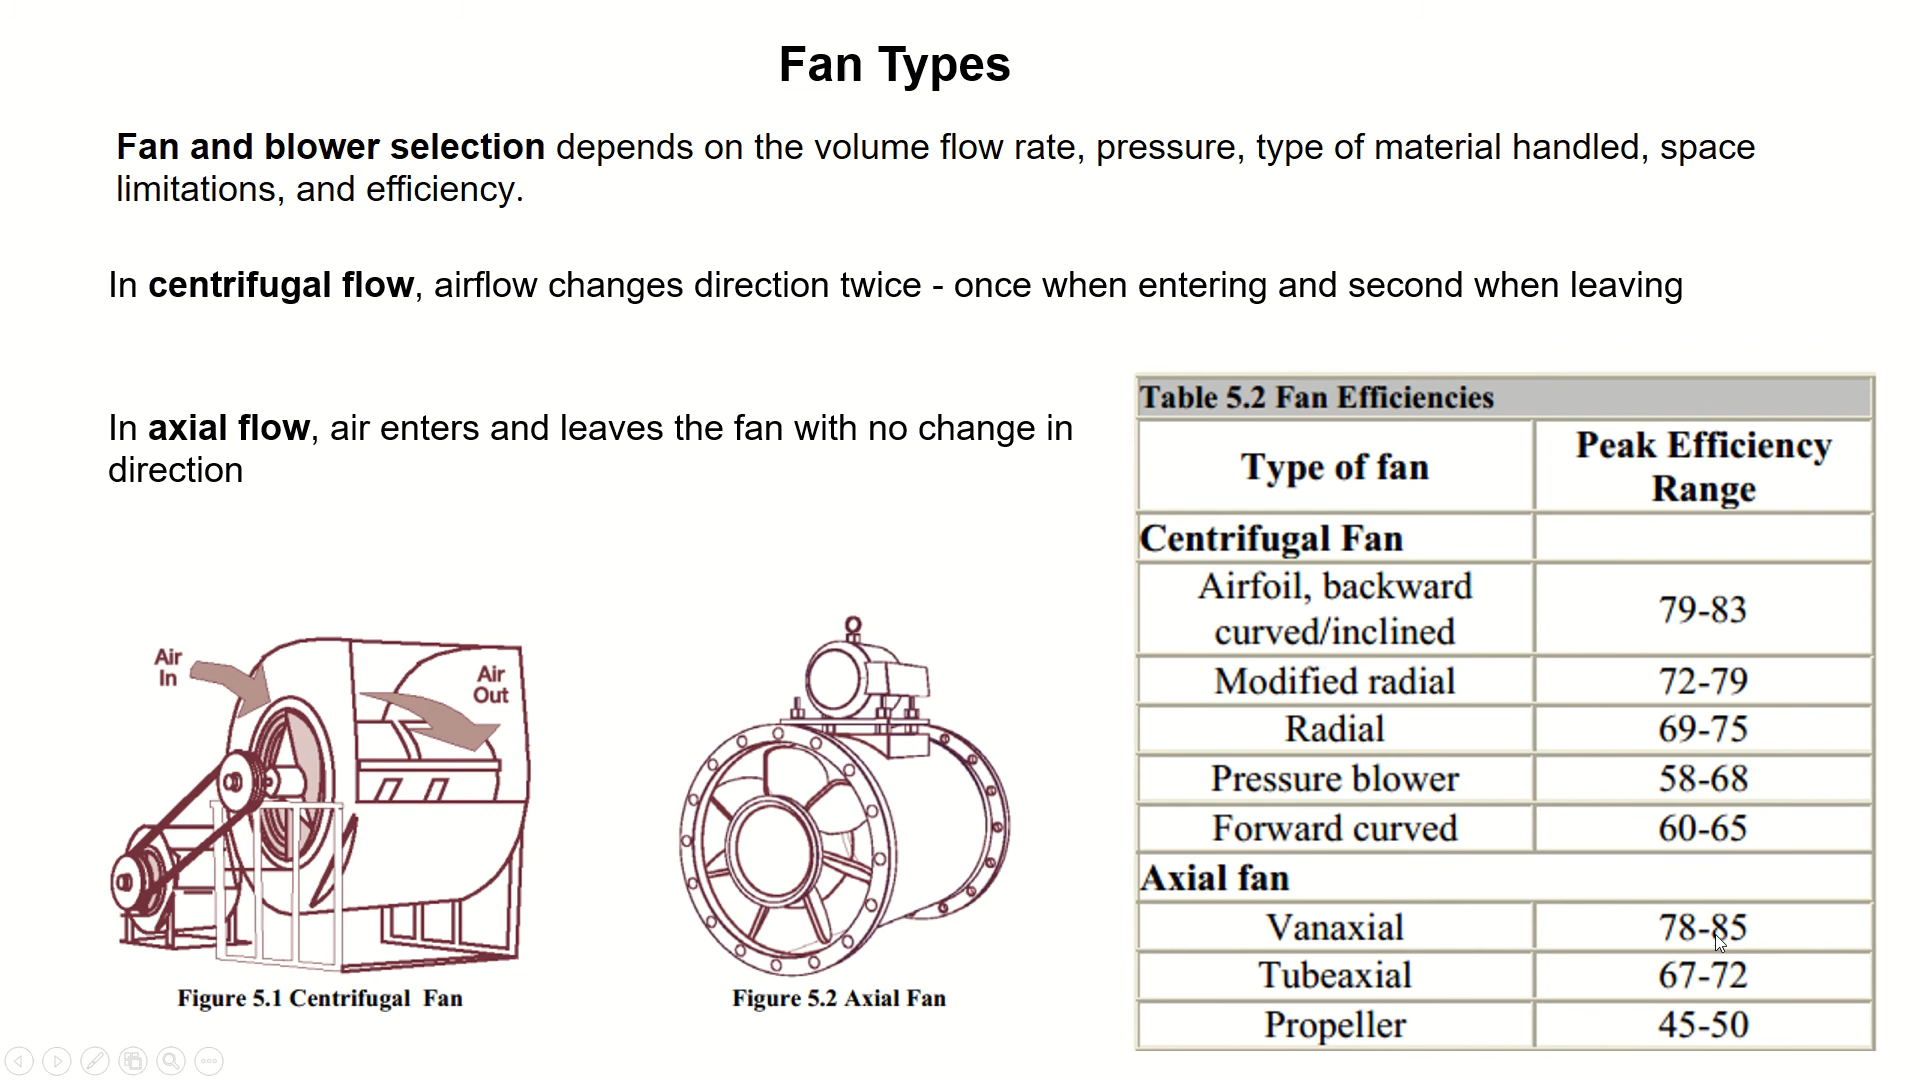 Fan Types
Fan and blower selection depends on the volume flow rate, pressure, type of material handled, space
limitations, and efficiency.
In centrifugal flow, airflow changes direction twice - once when entering and second when leaving
In axial flow, air enters and leaves the fan with no change in
direction
Air
In
Air
Out
Figure 5.1 Centrifugal Fan
Figure 5.2 Axial Fan
Table 5.2 Fan Efficiencies
Type of fan
Peak Efficiency
Range
Centrifugal Fan
Airfoil, backward
curved/inclined
79-83
Modified radial 72-79
Radial 69-75
Pressure blower 58-68
Forward curved 60-65
Axial fan
Vanaxial 78-85
Tubeaxial 67-72
Propeller 45-50